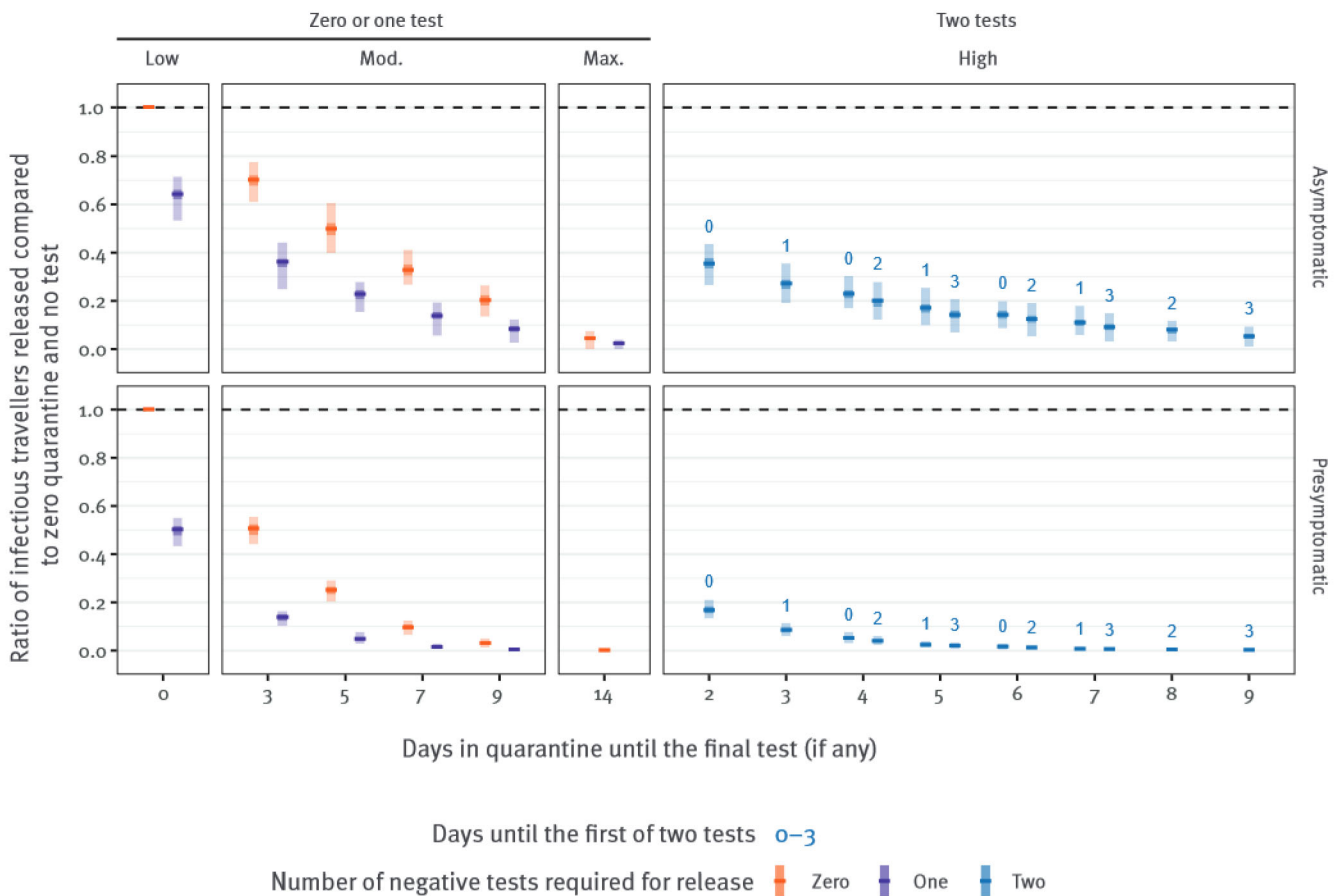 Zero or one test Two tests
Low Mod. Max. High
Ratio of infectious travellers released compared
to zero quarantine and no test
1.0
0.8
0.6
0.4
0.2
0.0
0 1 0 2 1 3 0 2 1 3 2 3
Asymptomatic
1.0
0.8
0.6
0.4
0.2
0.0
0 1 0 2 1 3 0 2 1 3 2 3
Presymptomatic
0 3 5 7 9 14 2 3 4 5 6 7 8 9
Days in quarantine until the final test (if any)
Days until the first of two tests 0–3
Number of negative tests required for release Zero One Two